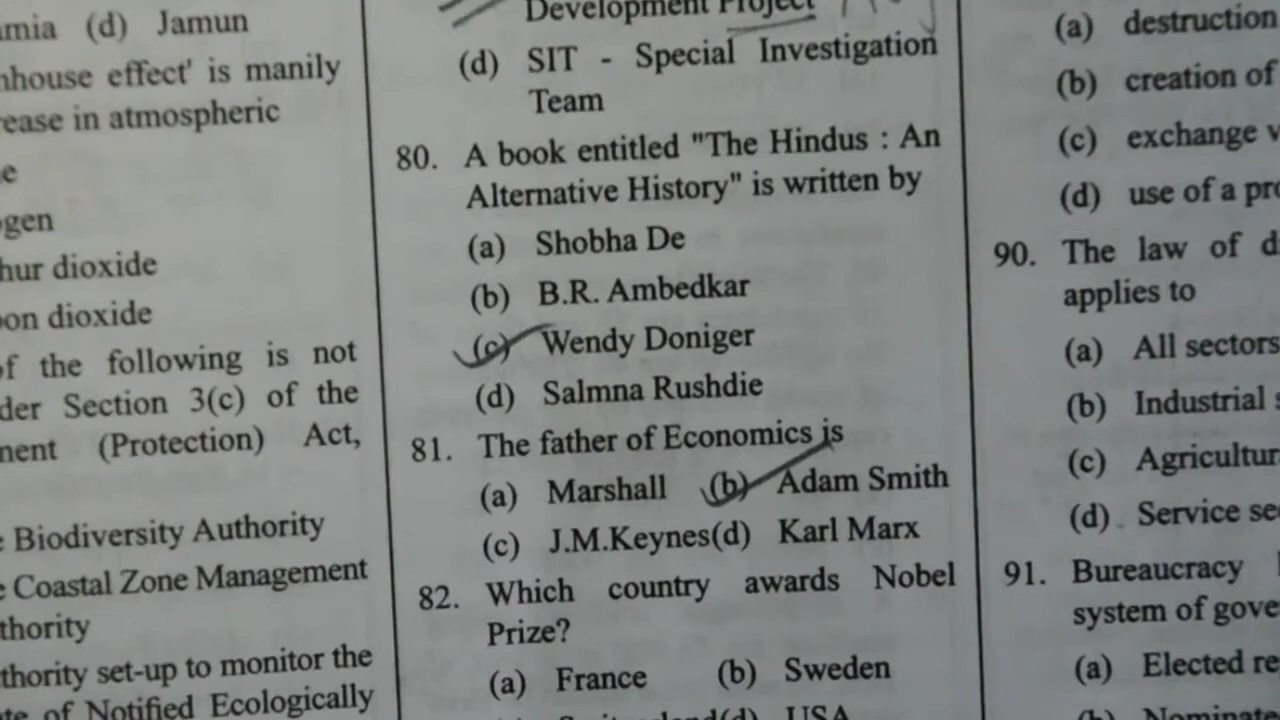 mia (d) Jamun
house effect' is manily
ease in atmospheric
gen
hur dioxide
on dioxide
f the following is not
der Section 3(c) of the
ment (Protection) Act,
Biodiversity Authority
Coastal Zone Management
thority
thority set-up to monitor the
te of Notified Ecologically
Development Project
(d) SIT - Special Investigation
Team
80. A book entitled "The Hindus : An
Alternative History" is written by
(a) Shobha De
(b) B.R. Ambedkar
(c) Wendy Doniger
(d) Salmna Rushdie
81. The father of Economics is
(a) Marshall (b) Adam Smith
(c) J.M.Keynes(d) Karl Marx
82. Which country awards Nobel
Prize?
(a) France (b) Sweden
(d) USA
(a) destruction
(b) creation of
(c) exchange v
(d) use of a pro
90. The law of d
applies to
(a) All sectors
(b) Industrial s
(c) Agricultur
(d) Service se
91. Bureaucracy
system of gove
(a) Elected re
(b) Nominate